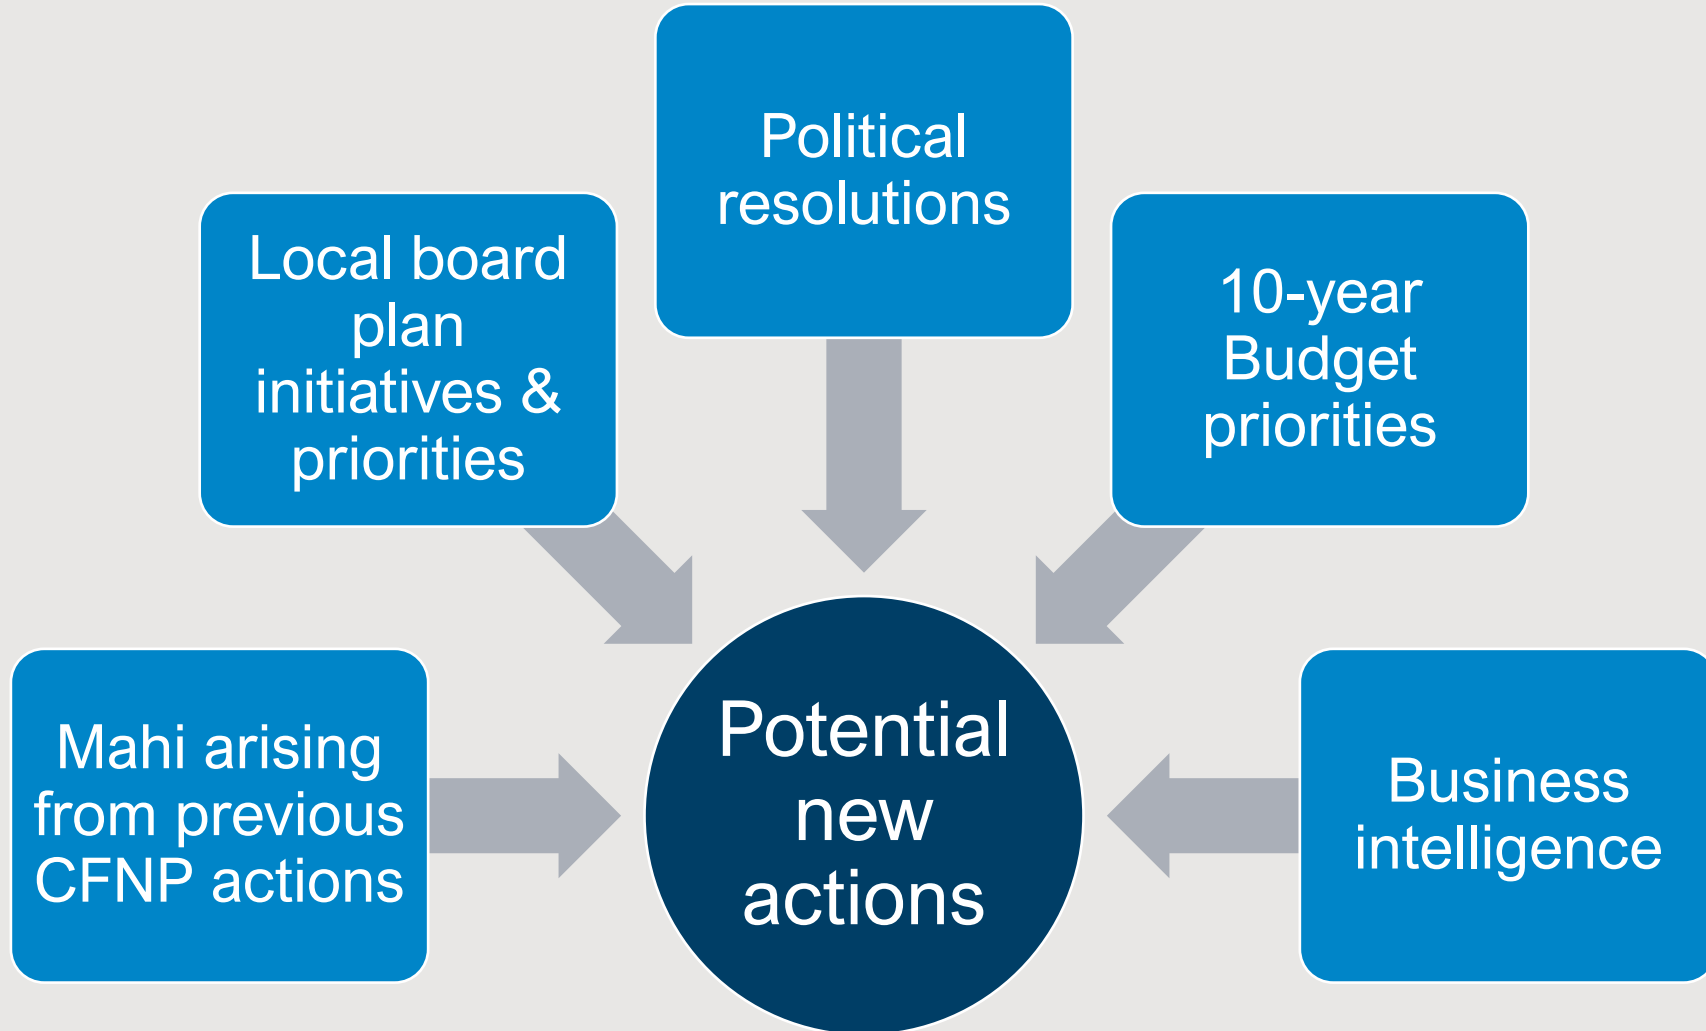 Political
resolutions
Local board
plan
initiatives &
priorities
10-year
Budget
priorities
Mahi arising
from previous
CFNP actions
Potential
new
actions
Business
intelligence